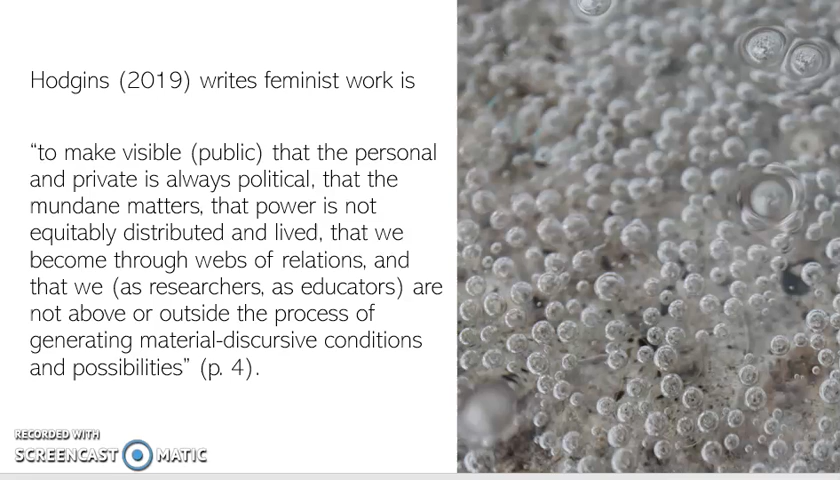 Hodgins (2019) writes feminist work is
“to make visible (public) that the personal
and private is always political, that the
mundane matters, that power is not
equitably distributed and lived, that we
become through webs of relations, and
that we (as researchers, as educators) are
not above or outside the process of
generating material-discursive conditions
and possibilities” (p. 4).
RECORDED WITH
SCREENCAST MATIC